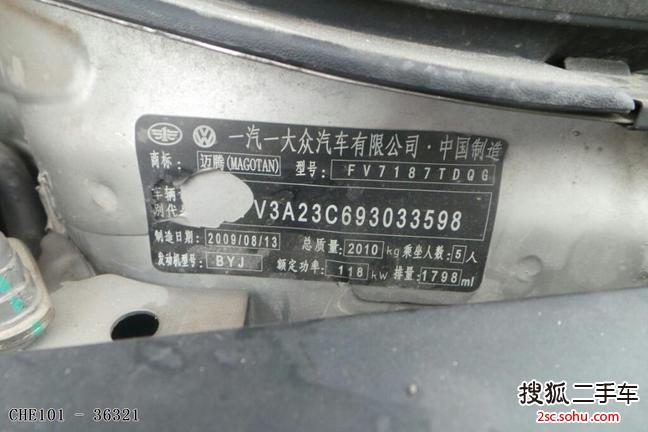 一汽一大众汽车有限公司·中国制造
商标: 迈腾(MAGOTAN) 型号: FV7187TDQG
车辆
别代 V3A23C693033598
制造日期: 2009/08/13 总质量: 2010 kg 乘坐人数: 5 人
发动机型号: BYJ 额定功率: 118 kw 排量: 1798 ml
CHE101 - 36321
搜狐二手车
2sc.sohu.com